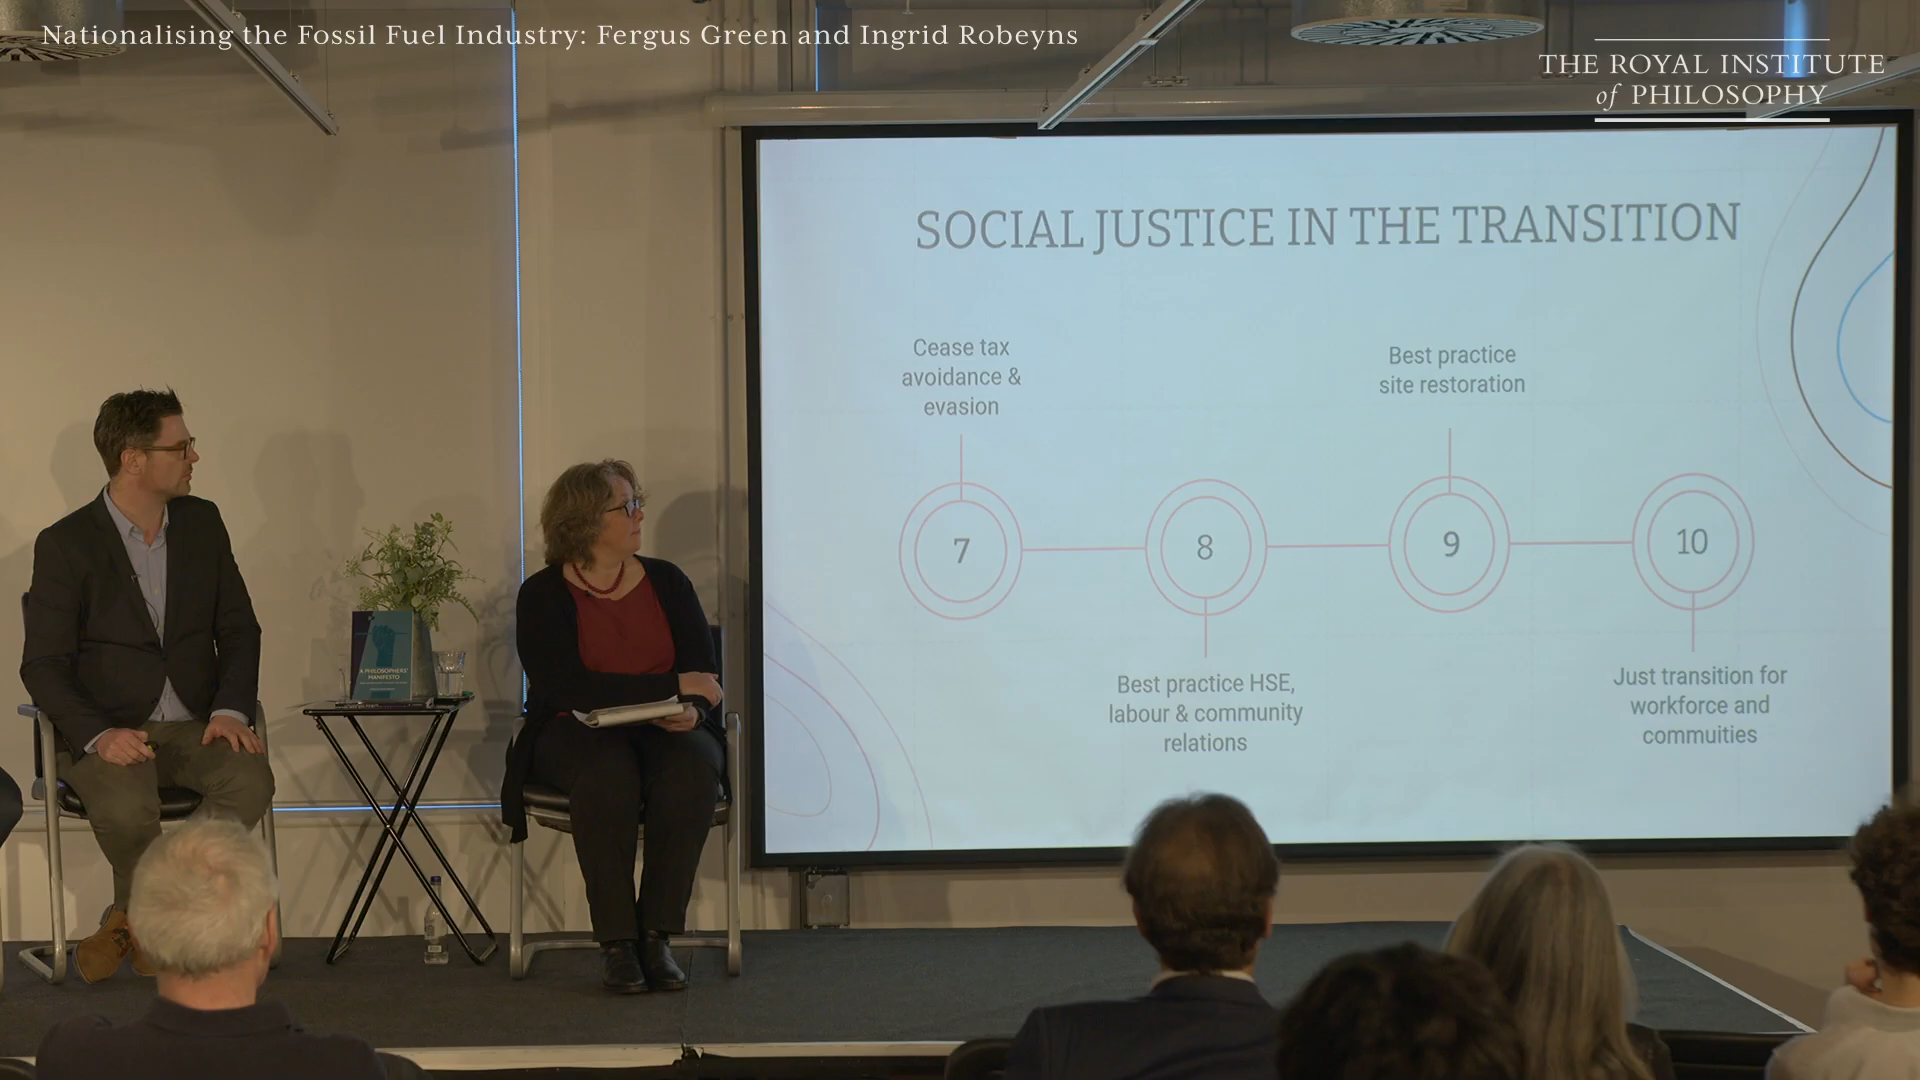 Nationalising the Fossil Fuel Industry: Fergus Green and Ingrid Robeyns
THE ROYAL INSTITUTE
of PHILOSOPHY
SOCIAL JUSTICE IN THE TRANSITION
Cease tax
avoidance &
evasion
Best practice
site restoration
7
8
9
10
Best practice HSE,
labour & community
relations
Just transition for
workforce and
commuities
A PHILOSOPHERS'
MANIFESTO